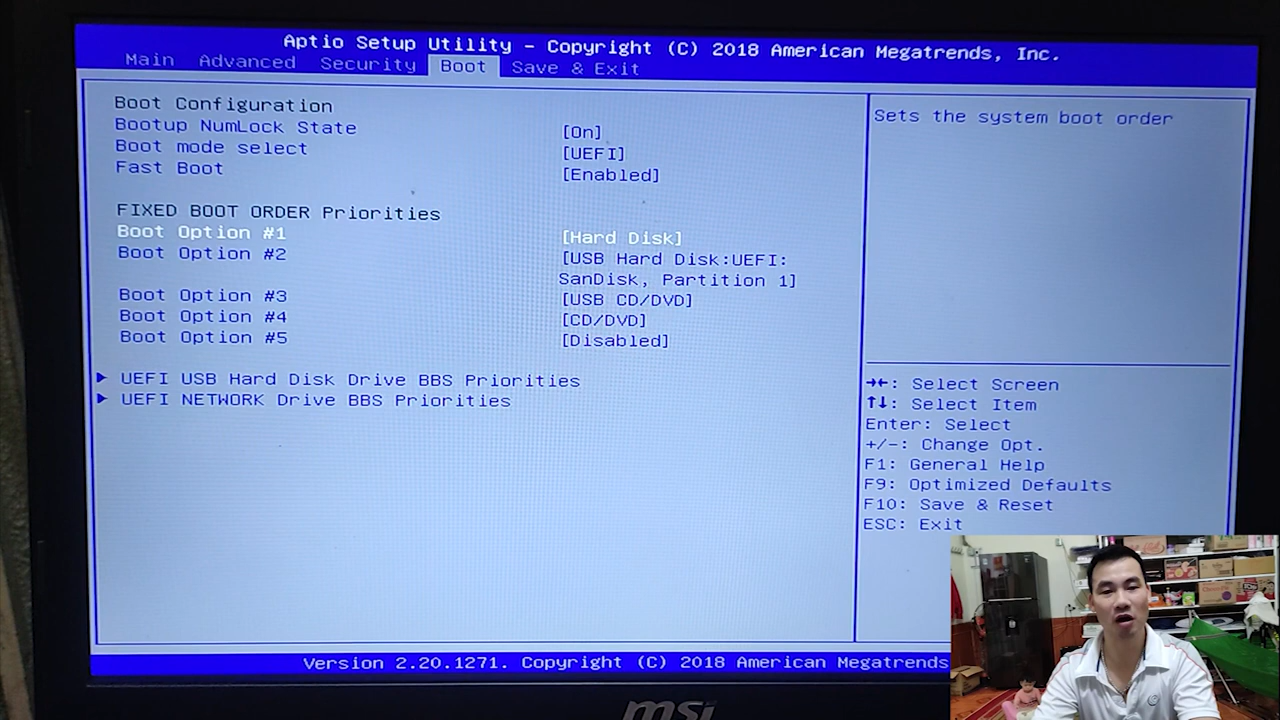 Aptio Setup Utility - Copyright (C) 2018 American Megatrends, Inc.
Main Advanced Security Boot Save & Exit
Boot Configuration
Bootup NumLock State [On]
Boot mode select [UEFI]
Fast Boot [Enabled]
FIXED BOOT ORDER Priorities
Boot Option #1 [Hard Disk]
Boot Option #2 [USB Hard Disk:UEFI:
SanDisk, Partition 1]
Boot Option #3 [USB CD/DVD]
Boot Option #4 [CD/DVD]
Boot Option #5 [Disabled]
UEFI USB Hard Disk Drive BBS Priorities
UEFI NETWORK Drive BBS Priorities
Sets the system boot order
→←: Select Screen
↑↓: Select Item
Enter: Select
+/-: Change Opt.
F1: General Help
F9: Optimized Defaults
F10: Save & Reset
ESC: Exit
Version 2.20.1271. Copyright (C) 2018 American Megatrends
msi